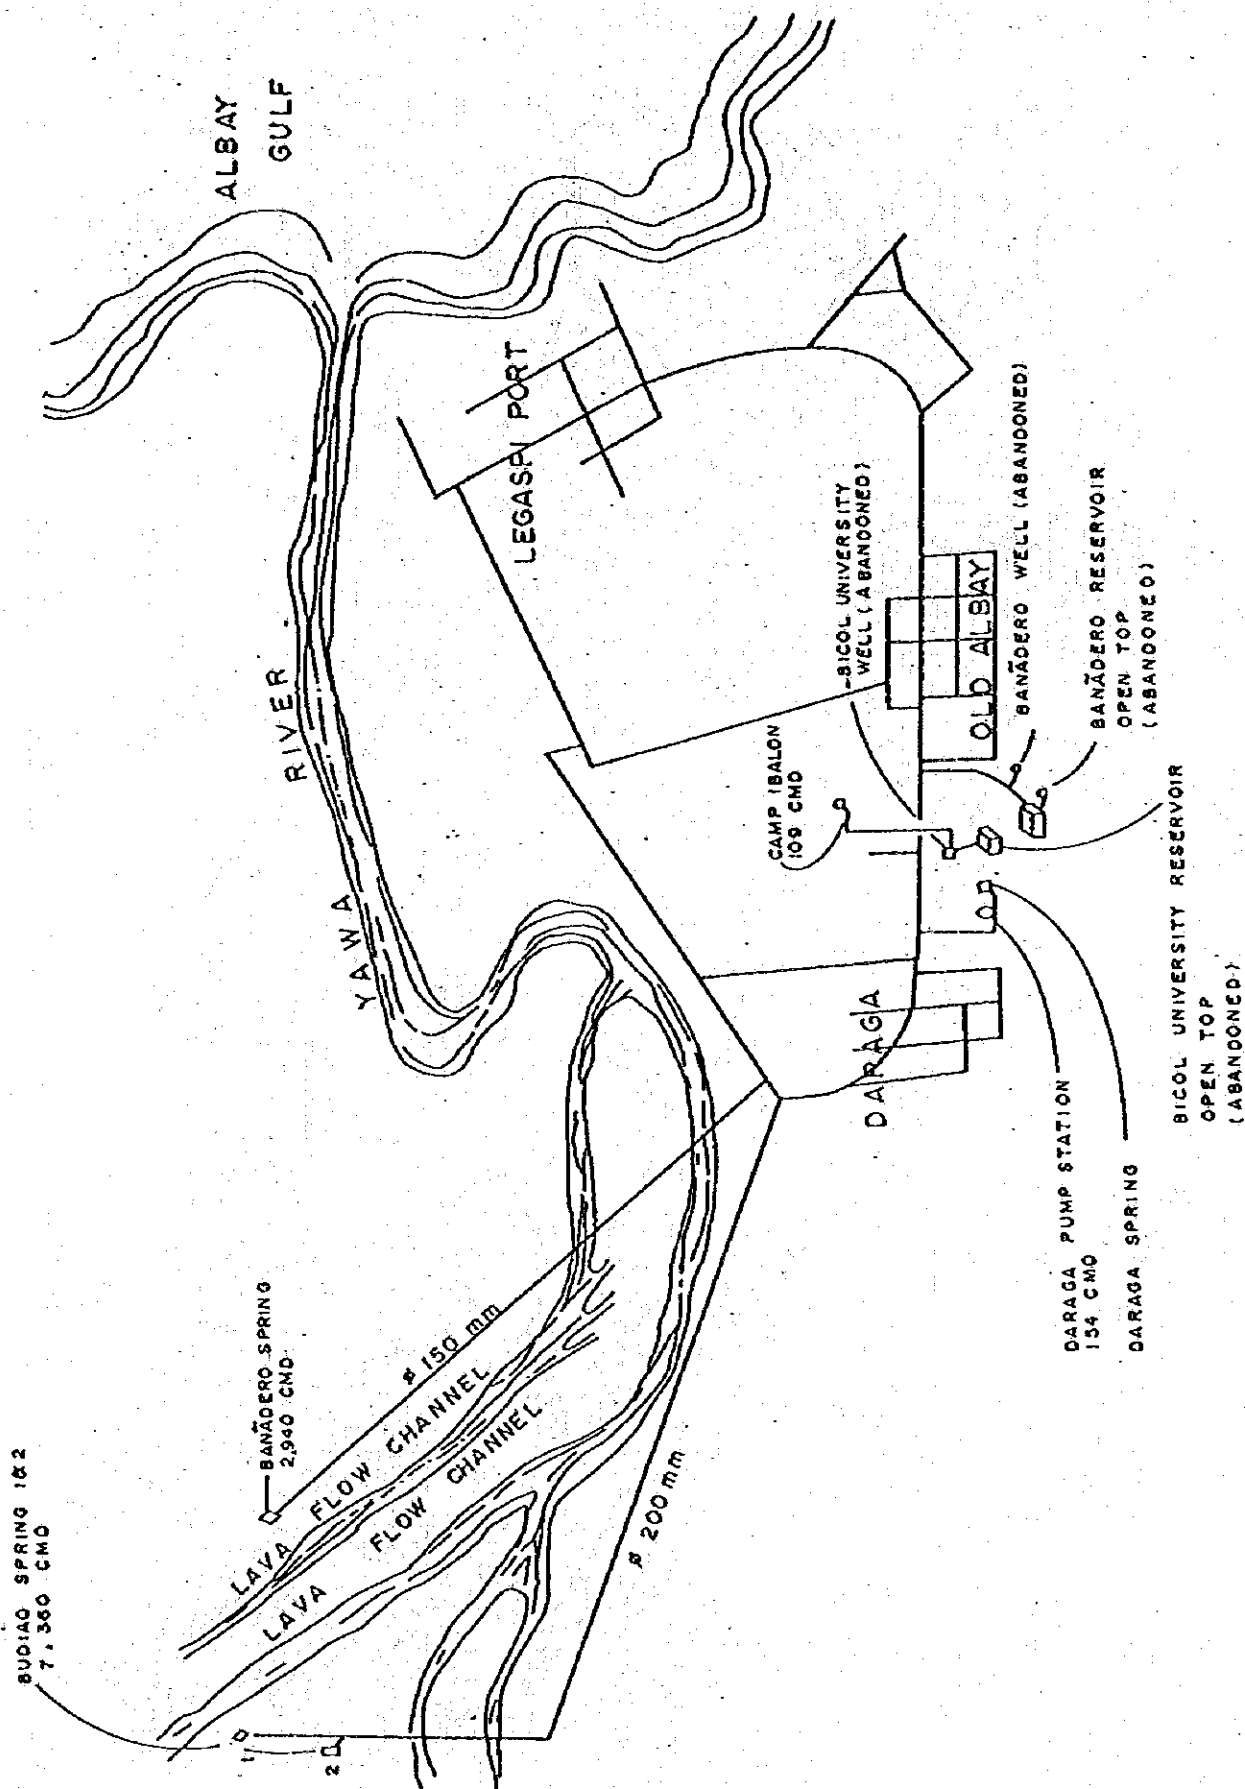 ALBAY
GULF
LEGASPI PORT
YAWA RIVER
BUDIAO SPRING 1&2
7,360 CMD
1
2
BANADERO SPRING
2,940 CMD
ø 150 mm
LAVA FLOW CHANNEL
LAVA FLOW CHANNEL
ø 200 mm
DARAGA
CAMP IBALON
109 CMD
BICOL UNIVERSITY
WELL (ABANDONED)
OLD ALBAY
BANADERO WELL (ABANDONED)
BANADERO RESERVOIR
OPEN TOP
(ABANDONED)
BICOL UNIVERSITY RESERVOIR
OPEN TOP
(ABANDONED)
DARAGA PUMP STATION
154 CMD
DARAGA SPRING